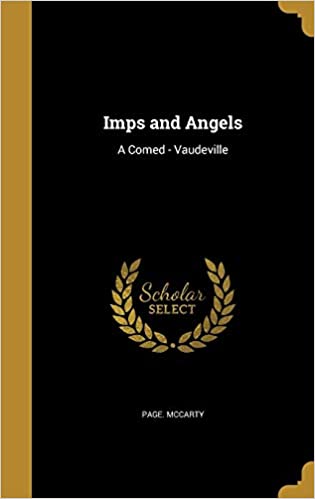 Imps and Angels
A Comed - Vaudeville
Scholar
SELECT
PAGE. MCCARTY